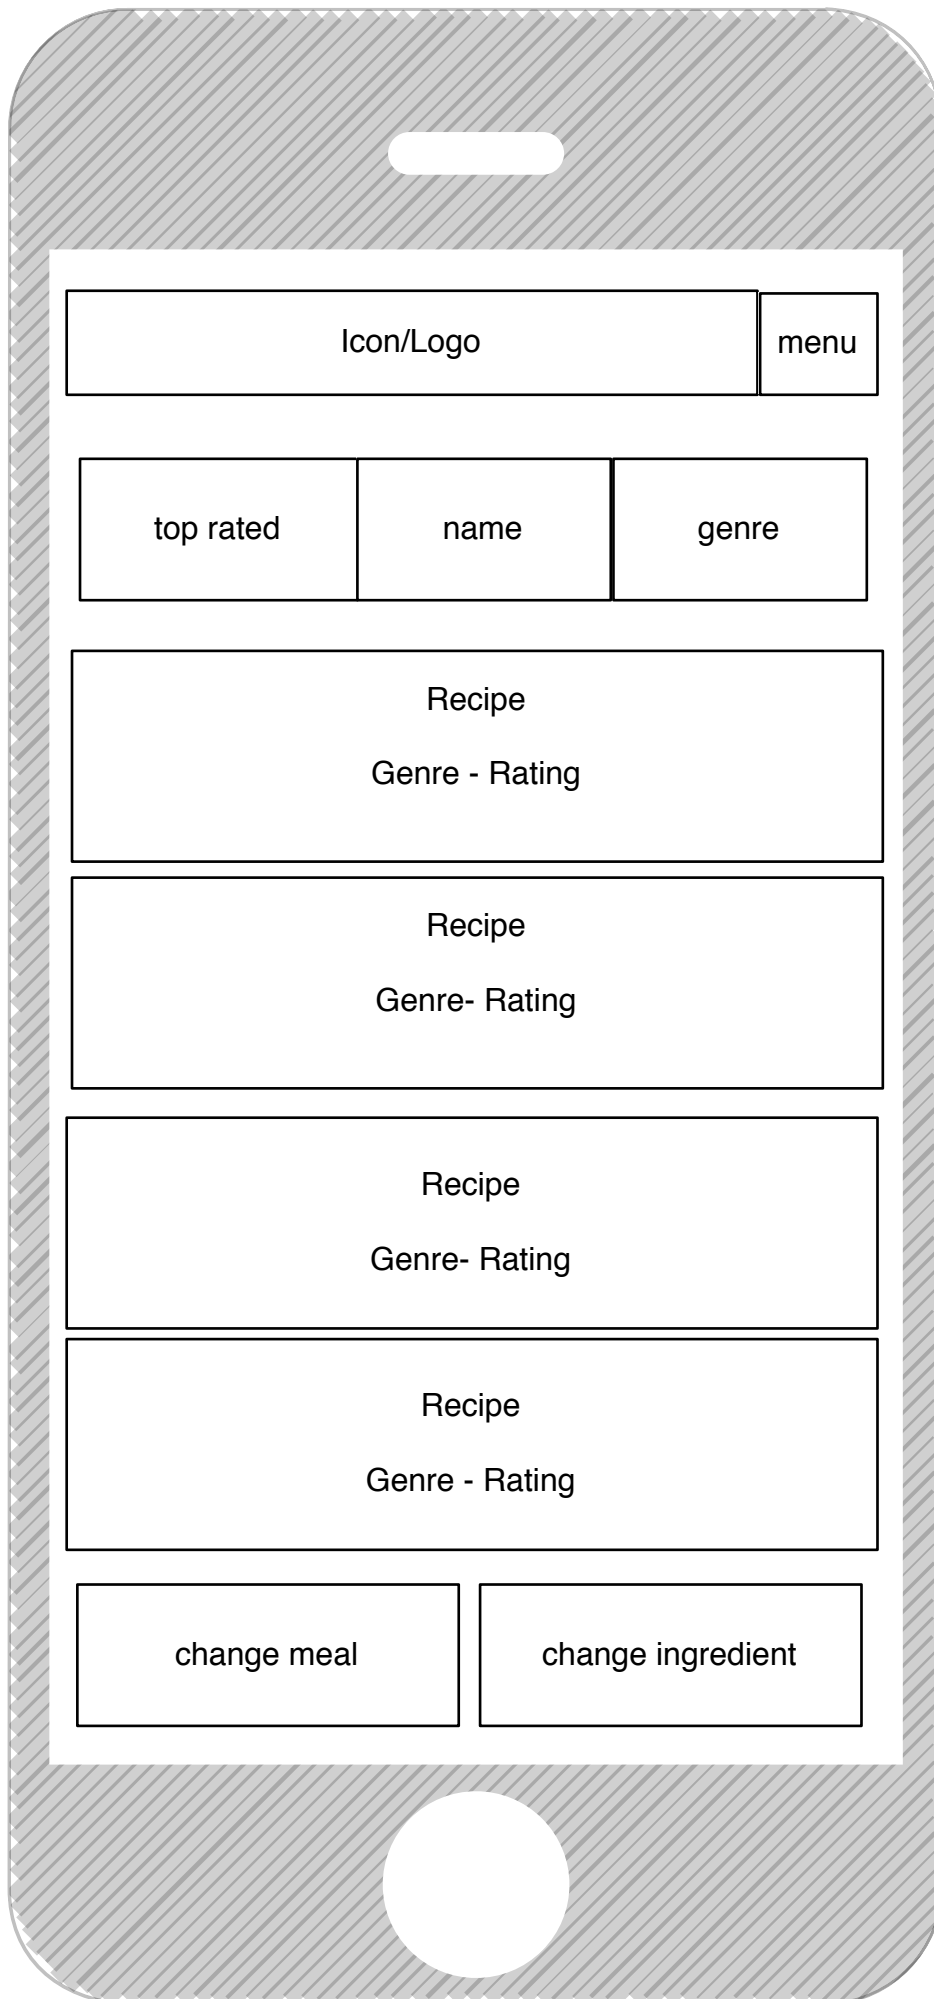 Icon/Logo menu
top rated name genre
Recipe
Genre - Rating
Recipe
Genre- Rating
Recipe
Genre- Rating
Recipe
Genre - Rating
change meal change ingredient